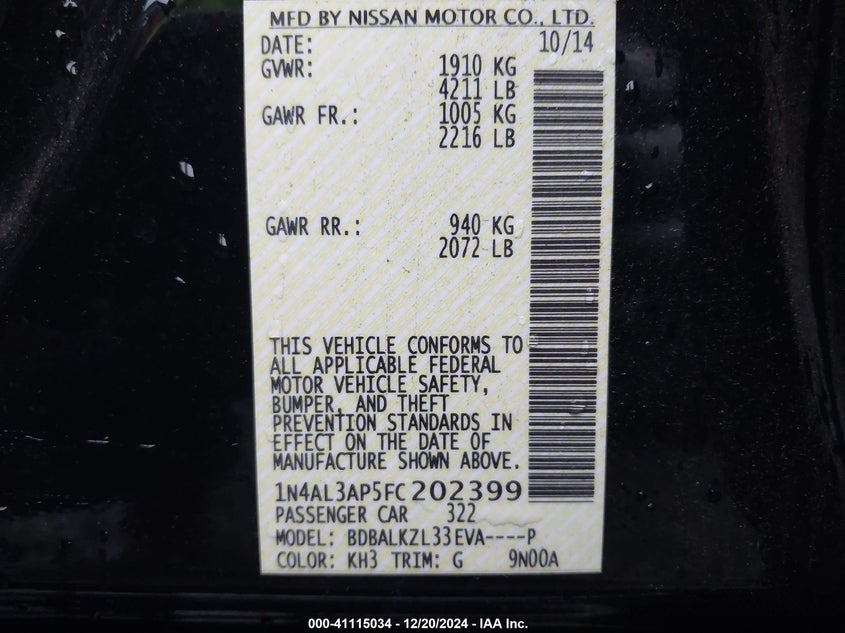 MFD BY NISSAN MOTOR CO., LTD.
DATE: 10/14
GVWR: 1910 KG
4211 LB
GAWR FR.: 1005 KG
2216 LB
GAWR RR.: 940 KG
2072 LB
THIS VEHICLE CONFORMS TO
ALL APPLICABLE FEDERAL
MOTOR VEHICLE SAFETY,
BUMPER, AND THEFT
PREVENTION STANDARDS IN
EFFECT ON THE DATE OF
MANUFACTURE SHOWN ABOVE.
1N4AL3AP5FC202399
PASSENGER CAR 322
MODEL: BDBALKZL33EVA----P
COLOR: KH3 TRIM: G 9N00A
000-41115034 - 12/20/2024 - IAA Inc.